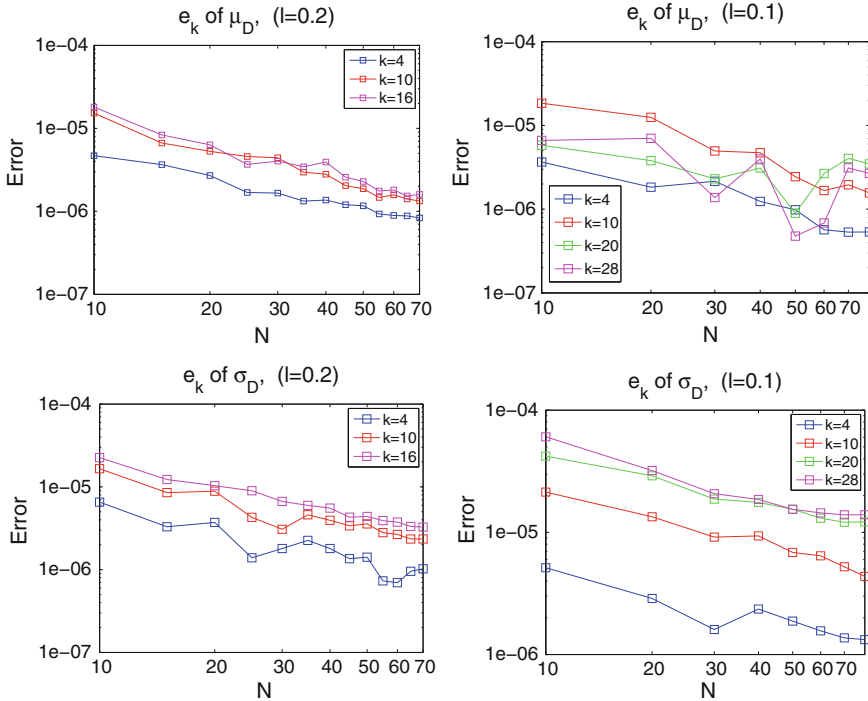 e_k of μ_D, (l=0.2)
1e−04
1e−05
1e−06
1e−07
Error
k=4
k=10
k=16
10
20
30
40
50
60
70
N
e_k of μ_D, (l=0.1)
1e−04
1e−05
1e−06
1e−07
Error
k=4
k=10
k=20
k=28
10
20
30
40
50
60
70
N
e_k of σ_D, (l=0.2)
1e−04
1e−05
1e−06
1e−07
Error
k=4
k=10
k=16
10
20
30
40
50
60
70
N
e_k of σ_D, (l=0.1)
1e−04
1e−05
1e−06
Error
k=4
k=10
k=20
k=28
10
20
30
40
50
60
70
N